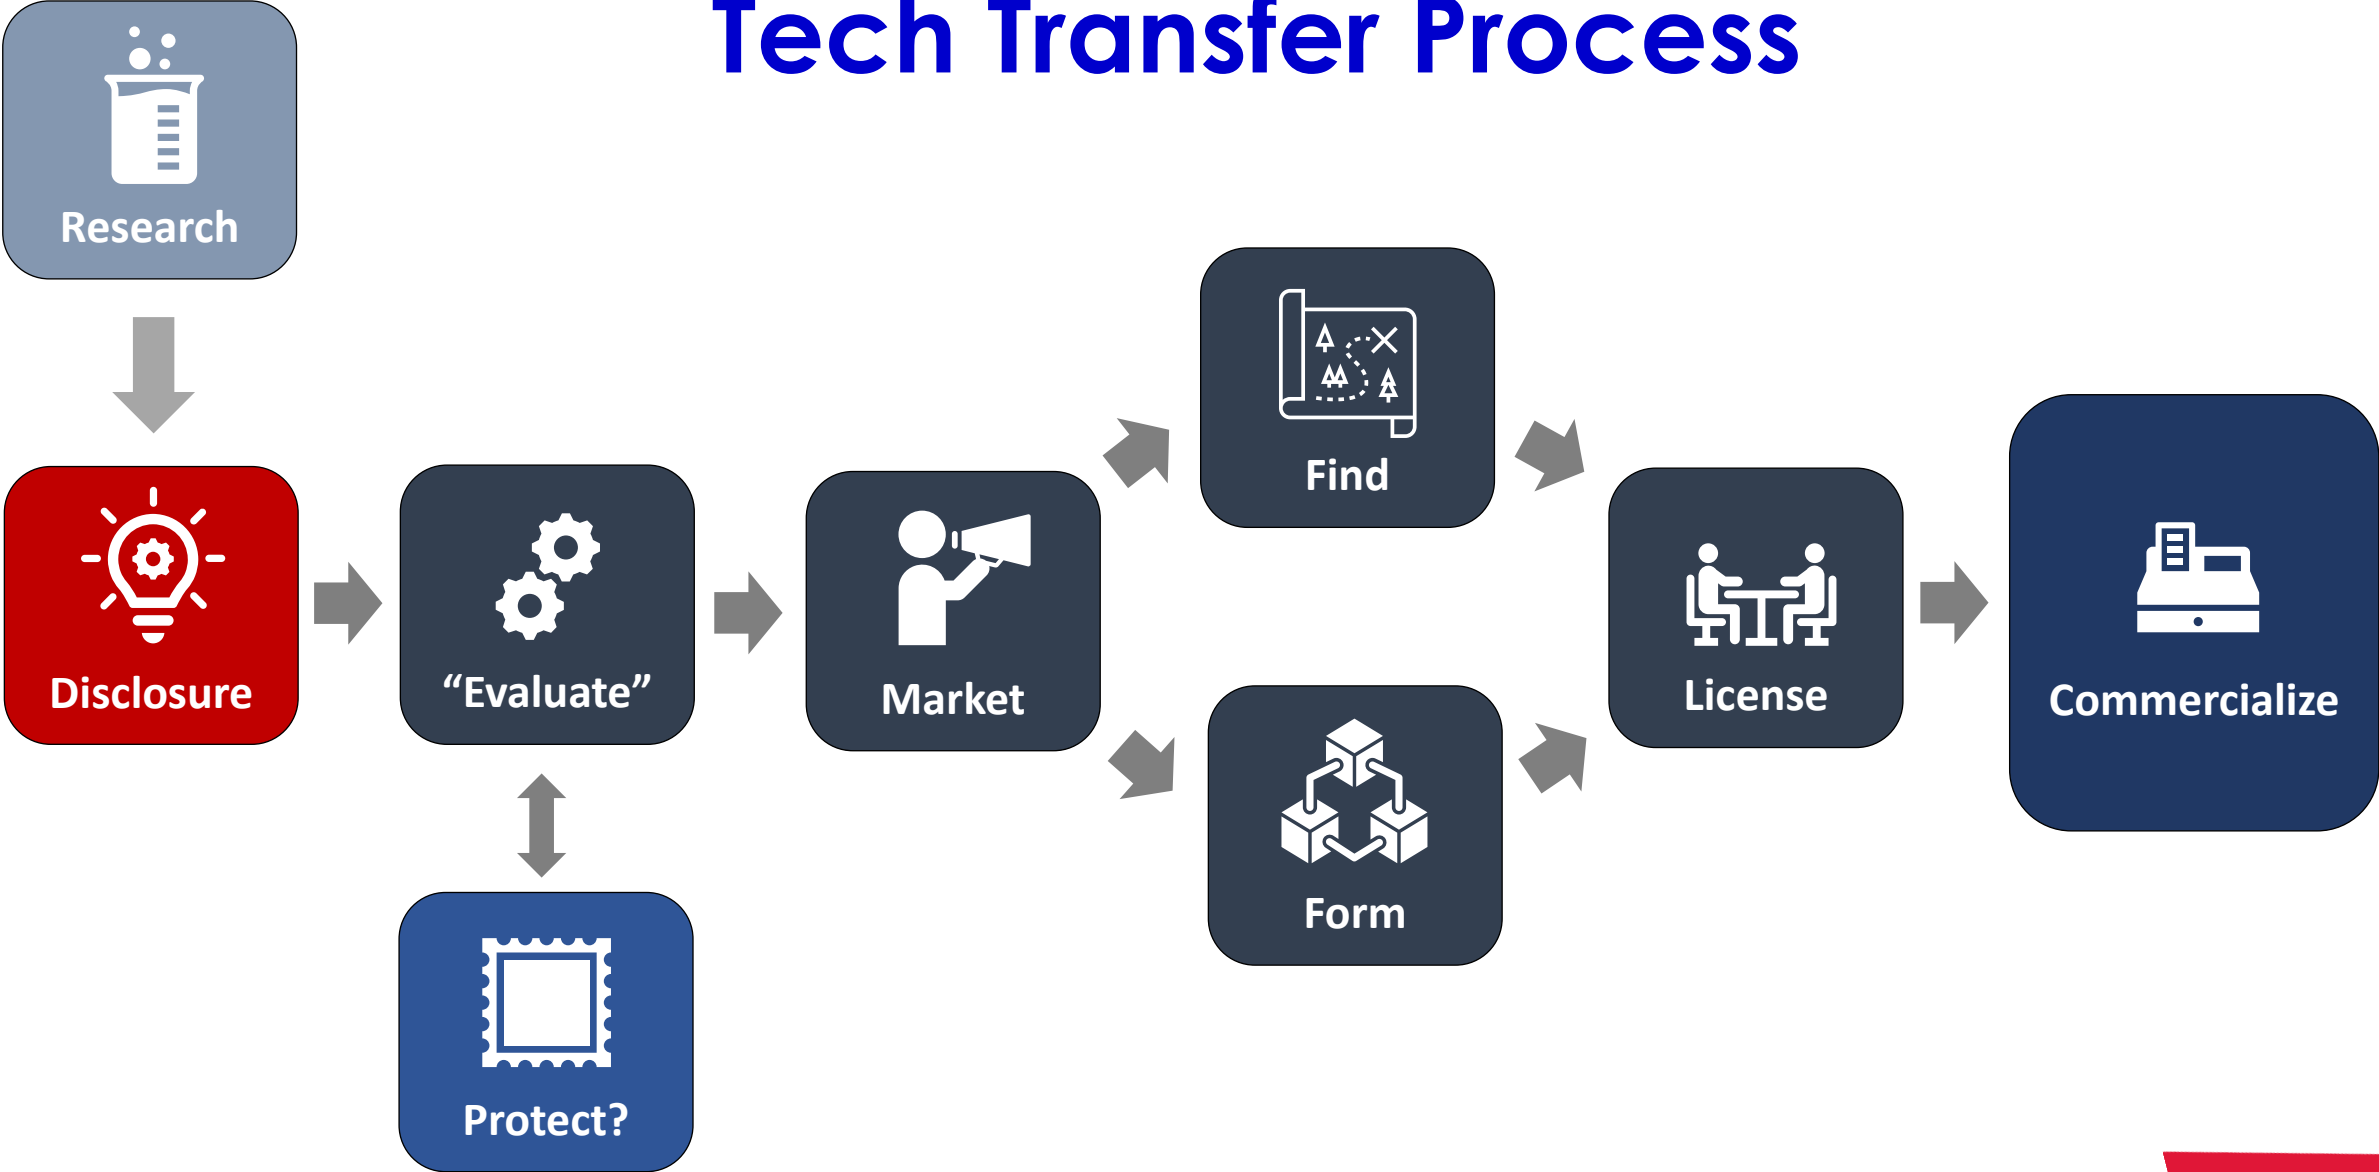 Tech Transfer Process
Research
Disclosure
“Evaluate”
Protect?
Market
Find
Form
License
Commercialize